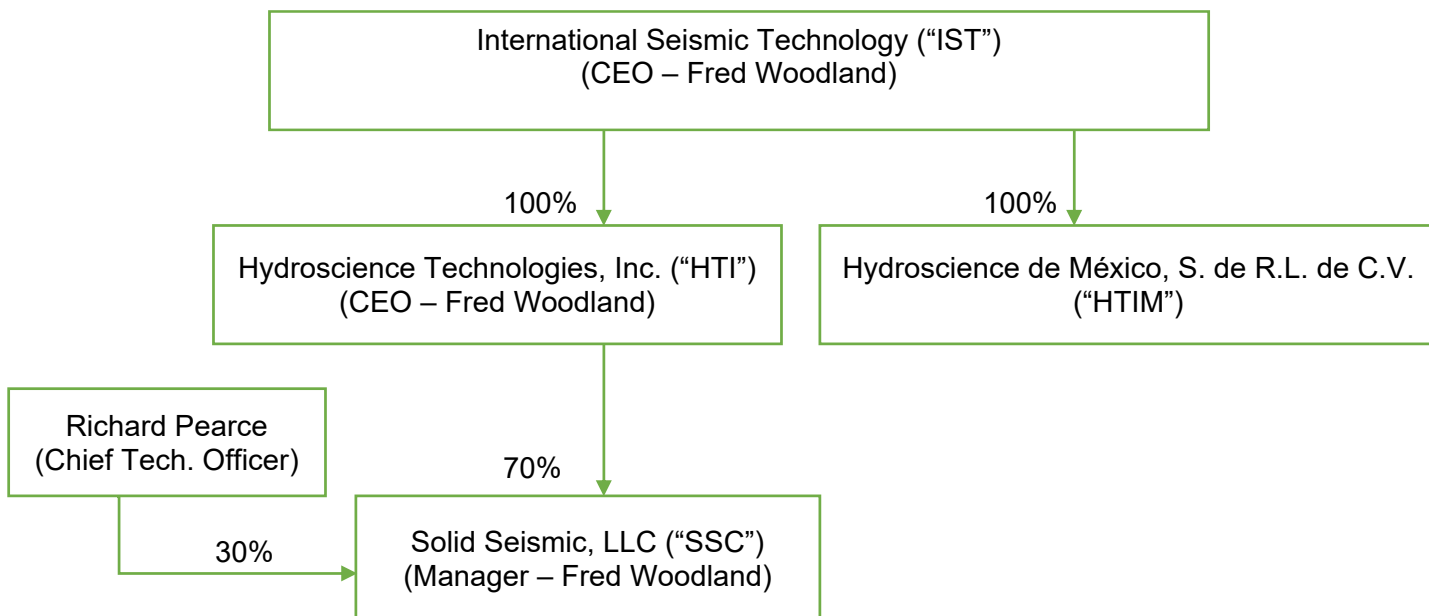 International Seismic Technology (“IST”)
(CEO – Fred Woodland)
100%
100%
Hydroscience Technologies, Inc. (“HTI”)
(CEO – Fred Woodland)
Hydroscience de México, S. de R.L. de C.V.
(“HTIM”)
Richard Pearce
(Chief Tech. Officer)
70%
30%
Solid Seismic, LLC (“SSC”)
(Manager – Fred Woodland)